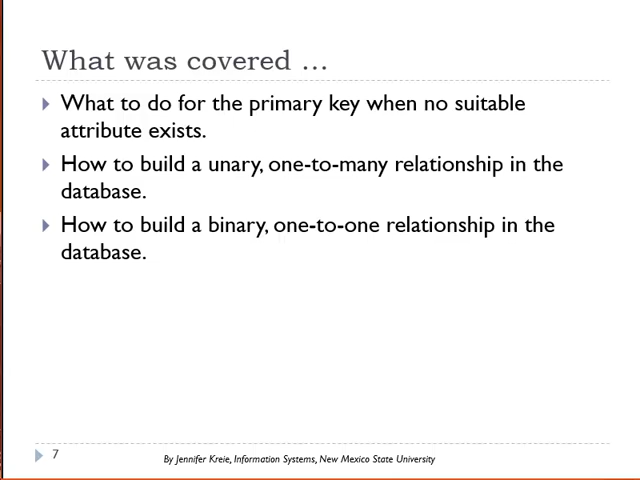 What was covered …
What to do for the primary key when no suitable
attribute exists.
How to build a unary, one-to-many relationship in the
database.
How to build a binary, one-to-one relationship in the
database.
7
By Jennifer Kreie, Information Systems, New Mexico State University